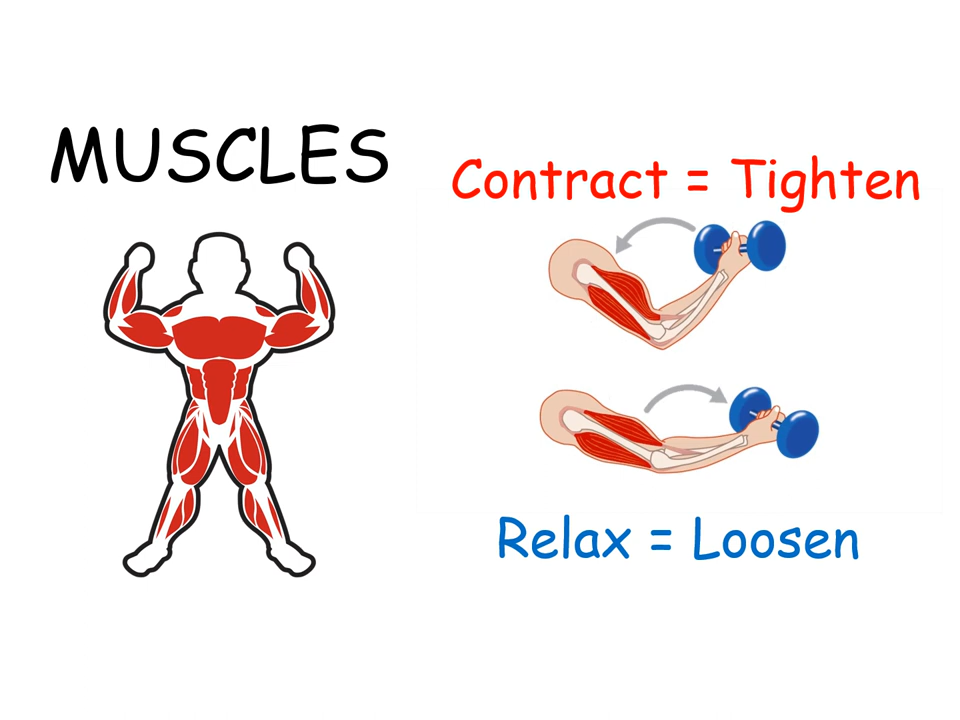 MUSCLES
Contract = Tighten
Relax = Loosen